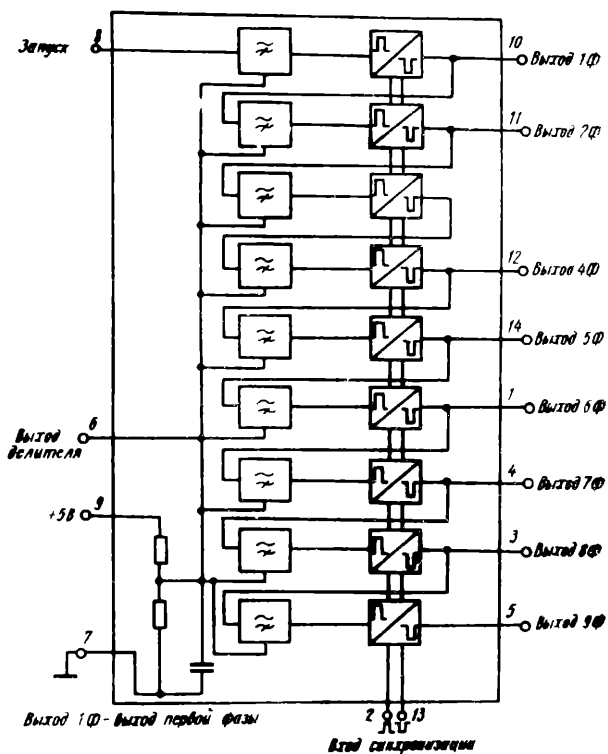 8
Запуск
10
Выход 1Ф
11
Выход 2Ф
12
Выход 4Ф
14
Выход 5Ф
1
Выход 6Ф
6
Выход
делителя
4
Выход 7Ф
9
+5В
3
Выход 8Ф
5
Выход 9Ф
7
Выход 1Ф - выход первой фазы
2 13
Вход синхронизации